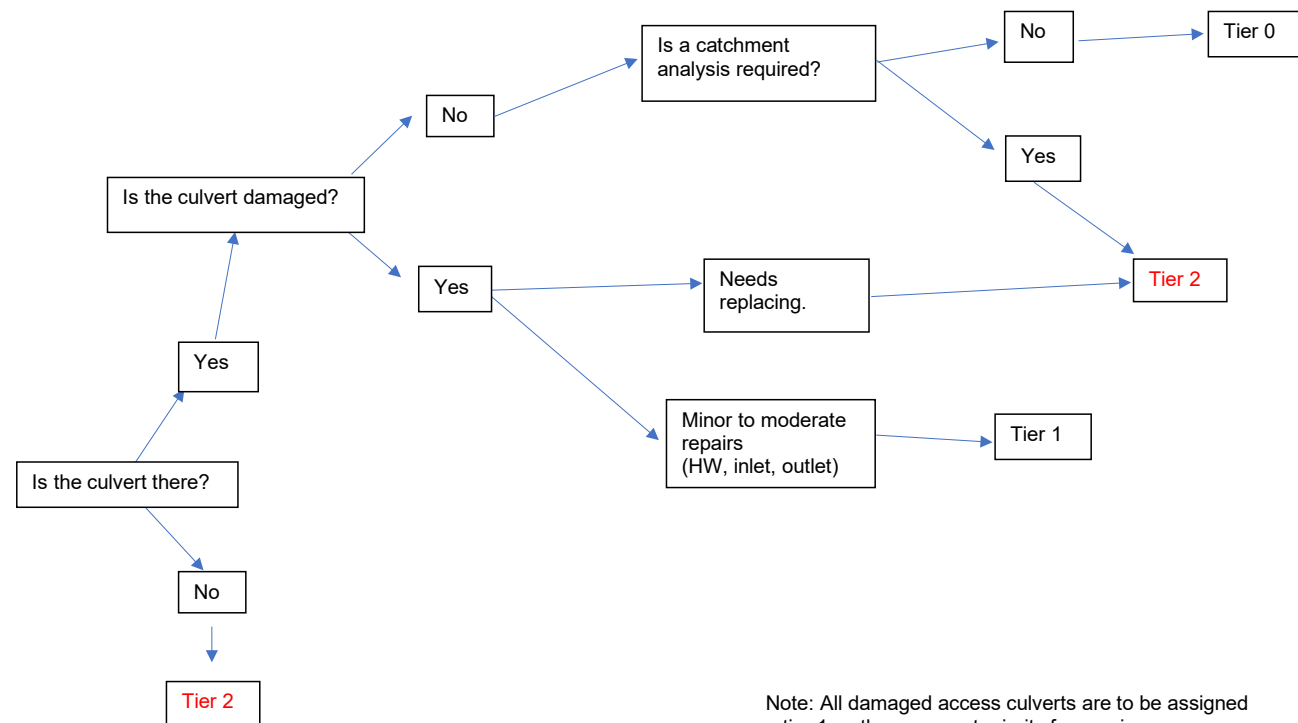 Is a catchment
analysis required?
No
Tier 0
No
Yes
Is the culvert damaged?
Yes
Needs
replacing.
Tier 2
Yes
Minor to moderate
repairs
(HW, inlet, outlet)
Tier 1
Is the culvert there?
No
Tier 2
Note: All damaged access culverts are to be assigned